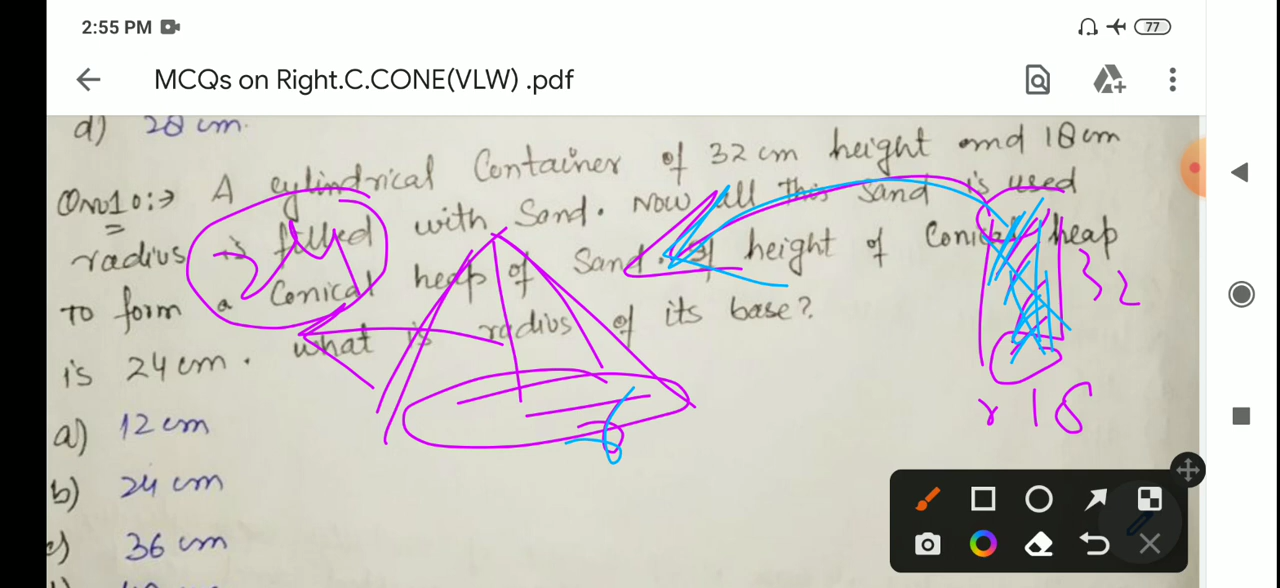 2:55 PM
77
MCQs on Right.C.CONE(VLW) .pdf
d) 28 cm.
Qno10:⇒ A cylindrical Container of 32 cm height and 18 cm
radius is filled with Sand. Now all this sand is used
To form a Conical heap of Sand. If height of Conical heap
is 24 cm. what is radius of its base?
a) 12 cm
b) 24 cm
c) 36 cm
24
32
r 18